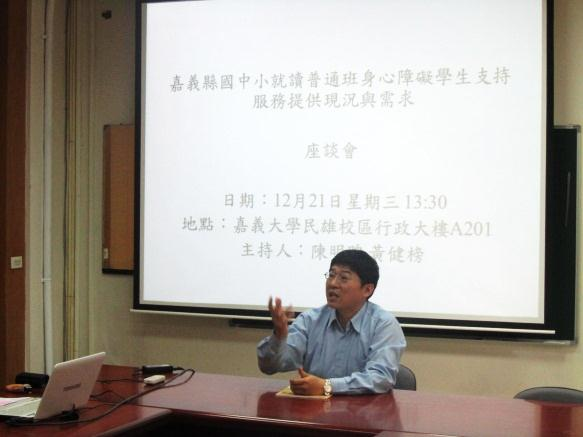 嘉義縣國中小就讀普通班身心障礙學生支持
服務提供現況與需求
座談會
日期：12月21日星期三 13:30
地點：嘉義大學民雄校區行政大樓A201
主持人：陳明聰 黃健榜